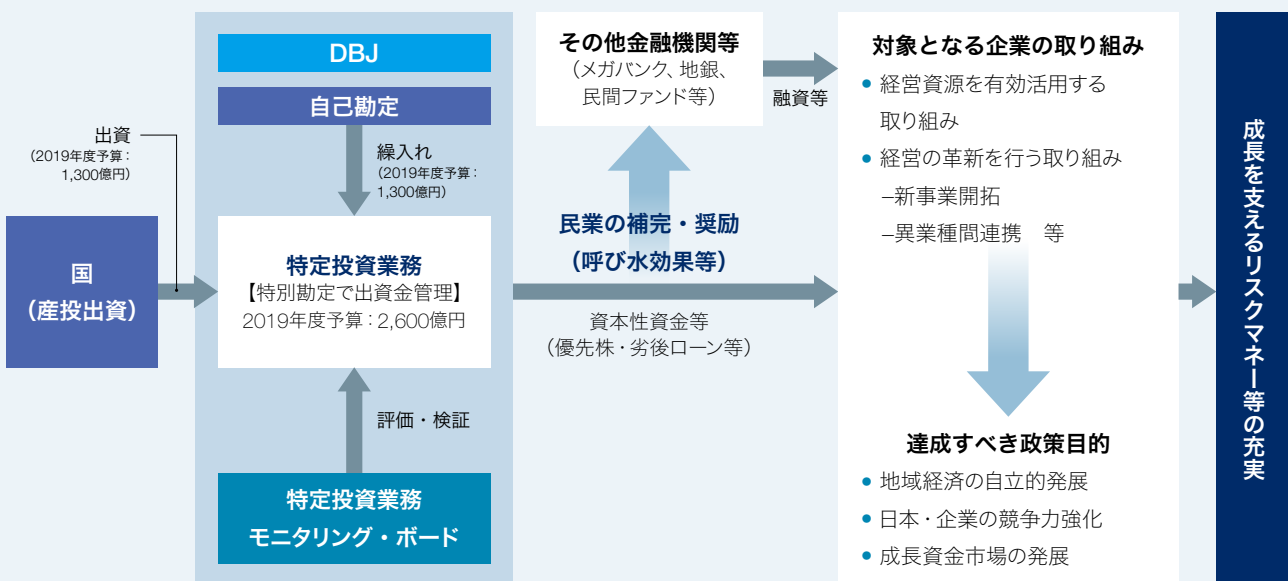 出資
（2019年度予算：
1,300億円）
国
（産投出資）
DBJ
自己勘定
繰入れ
（2019年度予算：
1,300億円）
特定投資業務
【特別勘定で出資金管理】
2019年度予算：2,600億円
評価・検証
特定投資業務
モニタリング・ボード
その他金融機関等
（メガバンク、地銀、
民間ファンド等）
融資等
民業の補完・奨励
（呼び水効果等）
資本性資金等
（優先株・劣後ローン等）
対象となる企業の取り組み
● 経営資源を有効活用する
取り組み
● 経営の革新を行う取り組み
–新事業開拓
–異業種間連携　等
達成すべき政策目的
● 地域経済の自立的発展
● 日本・企業の競争力強化
● 成長資金市場の発展
成長を支えるリスクマネー等の充実